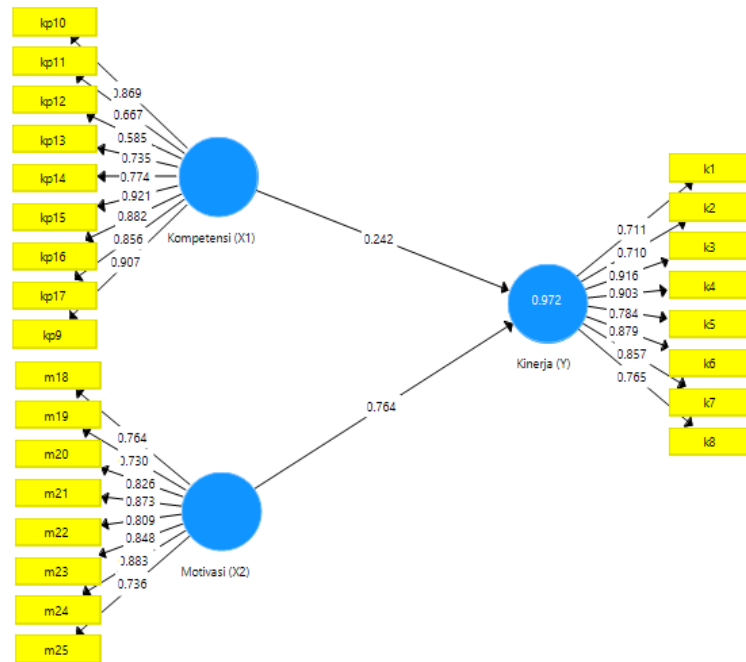 kp10
kp11
kp12
kp13
kp14
kp15
kp16
kp17
kp9
0.869
0.667
0.585
0.735
0.774
0.921
0.882
0.856
0.907
Kompetensi (X1)
0.242
m18
m19
m20
m21
m22
m23
m24
m25
0.764
0.730
0.826
0.873
0.809
0.848
0.883
0.736
Motivasi (X2)
0.764
0.972
Kinerja (Y)
0.711
0.710
0.916
0.903
0.784
0.879
0.857
0.765
k1
k2
k3
k4
k5
k6
k7
k8